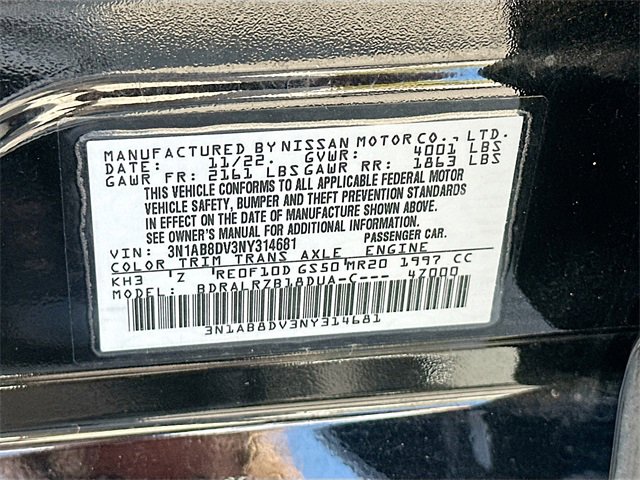 MANUFACTURED BY NISSAN MOTOR CO., LTD.
DATE: 11/22. GVWR: 4001 LBS
GAWR FR: 2161 LBS GAWR RR: 1863 LBS
THIS VEHICLE CONFORMS TO ALL APPLICABLE FEDERAL MOTOR
VEHICLE SAFETY, BUMPER AND THEFT PREVENTION STANDARDS
IN EFFECT ON THE DATE OF MANUFACTURE SHOWN ABOVE.
SEE OWNER'S MANUAL FOR ADDITIONAL INFORMATION.
VIN: 3N1AB8DV3NY314681 PASSENGER CAR.
COLOR TRIM TRANS AXLE ENGINE
KH3 Z RE0F10D GS50 MR20 1997 CC
MODEL: BDRALRZB18DUA-C--- 47000
3N1AB8DV3NY314681